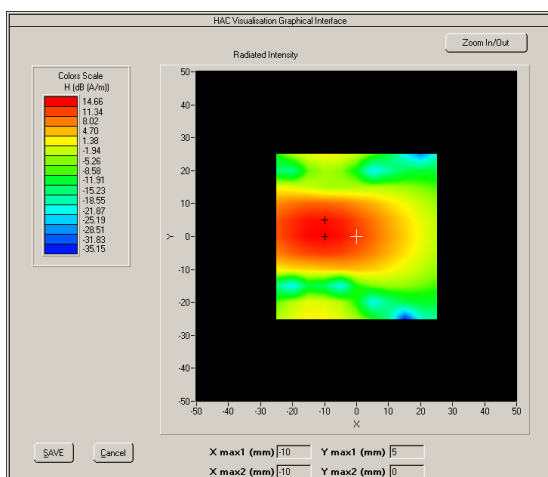 HAC Visualisation Graphical Interface
Zoom In/Out
Radiated Intensity
Colors Scale
H (dB (A/m))
14.66
11.34
8.02
4.70
1.38
-1.94
-5.26
-8.58
-11.91
-15.23
-18.55
-21.87
-25.19
-28.51
-31.83
-35.15
50
40
30
20
10
0
-10
-20
-30
-40
-50
Y
-50 -40 -30 -20 -10 0 10 20 30 40 50
X
SAVE Cancel
X max1 (mm) -10 Y max1 (mm) 5
X max2 (mm) -10 Y max2 (mm) 0